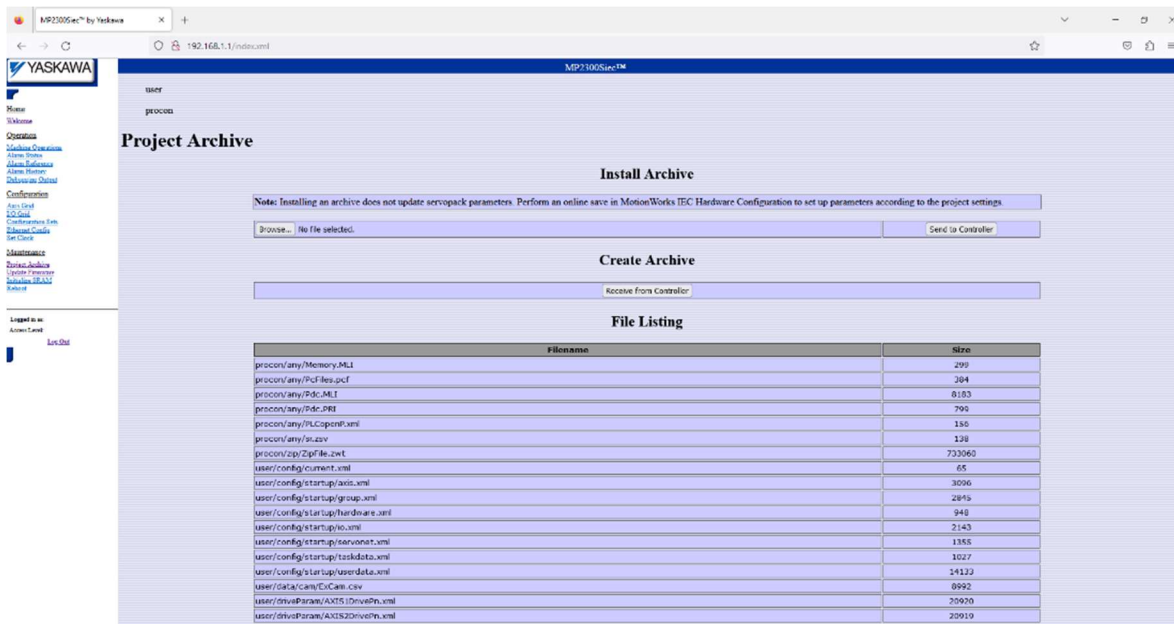 MP2300Siec™ by Yaskawa
192.168.1.1/index.xml
YASKAWA
MP2300Siec™
Home
Welcome
Operation
Machine Operations
Alarm Status
Alarm Reference
Alarm History
Debugging Output
Configuration
Axis Grid
I/O Grid
Configuration Sets
Ethernet Config
Set Clock
Maintenance
Project Archive
Update Firmware
Initialize SRAM
Reboot
Logged in as:
Access Level:
Log Out
user
procon
Project Archive
Install Archive
Note: Installing an archive does not update servopack parameters. Perform an online save in MotionWorks IEC Hardware Configuration to set up parameters according to the project settings.
Browse... No file selected. Send to Controller
Create Archive
Receive from Controller
File Listing
Filename Size
procon/any/Memory.MLI 299
procon/any/PcFiles.pcf 384
procon/any/Pdc.MLI 8183
procon/any/Pdc.PRI 799
procon/any/PLCopenP.xml 156
procon/any/sr.zsv 138
procon/zip/ZipFile.zwt 733060
user/config/current.xml 65
user/config/startup/axis.xml 3096
user/config/startup/group.xml 2845
user/config/startup/hardware.xml 948
user/config/startup/io.xml 2143
user/config/startup/servonet.xml 1355
user/config/startup/taskdata.xml 1027
user/config/startup/userdata.xml 14133
user/data/cam/ExCam.csv 8992
user/driveParam/AXIS1DrivePn.xml 20920
user/driveParam/AXIS2DrivePn.xml 20919